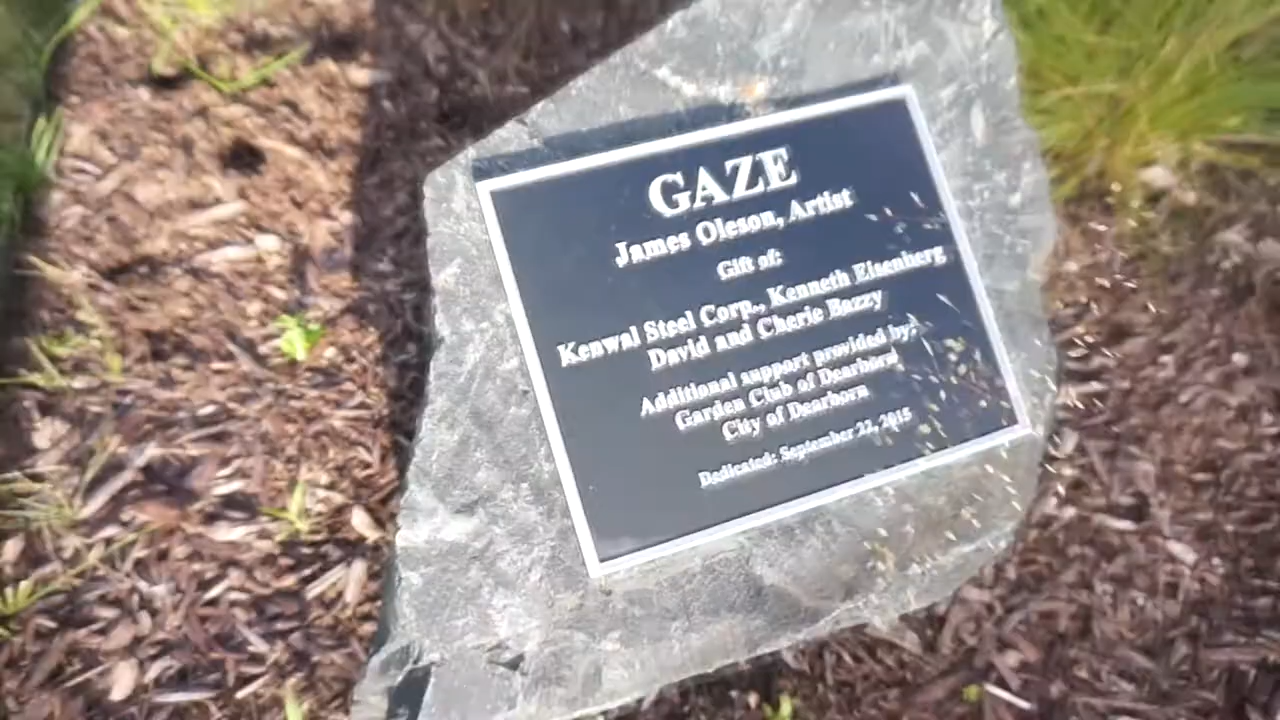 GAZE
James Oleson, Artist
Gift of:
Kenwal Steel Corp., Kenneth Eisenberg
David and Cherie Bazzy
Additional support provided by:
Garden Club of Dearborn
City of Dearborn
Dedicated: September 22, 2015